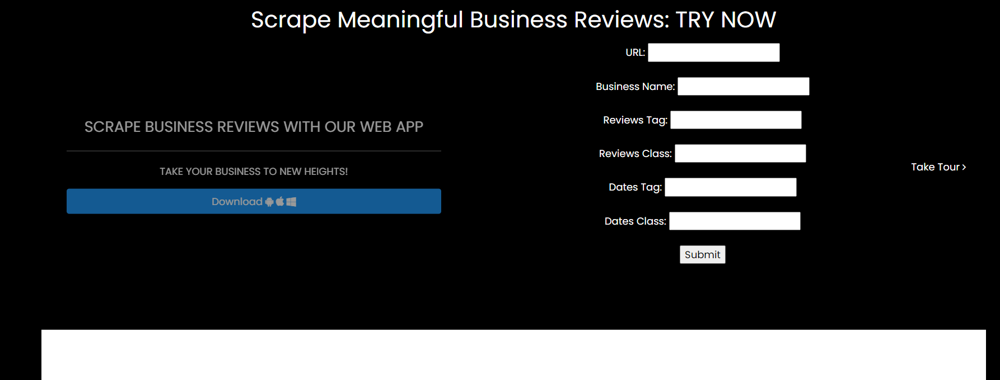 Scrape Meaningful Business Reviews: TRY NOW
SCRAPE BUSINESS REVIEWS WITH OUR WEB APP
TAKE YOUR BUSINESS TO NEW HEIGHTS!
Download
URL:
Business Name:
Reviews Tag:
Reviews Class:
Dates Tag:
Dates Class:
Submit
Take Tour >